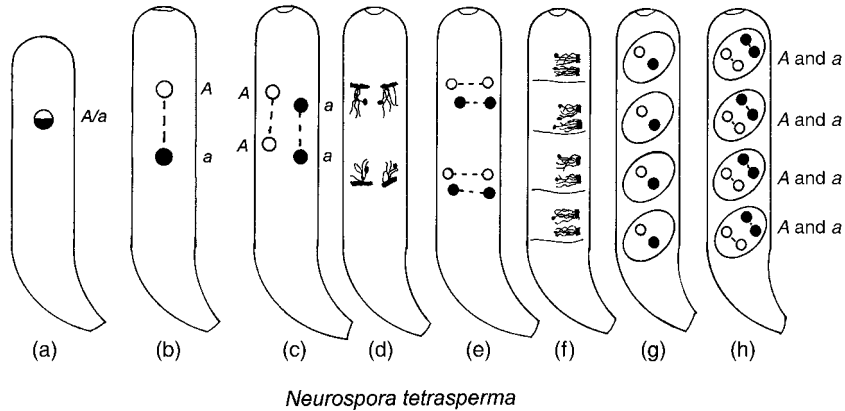 A/a
A
a
A
a
A
a
A and a
A and a
A and a
A and a
(a) (b) (c) (d) (e) (f) (g) (h)
Neurospora tetrasperma